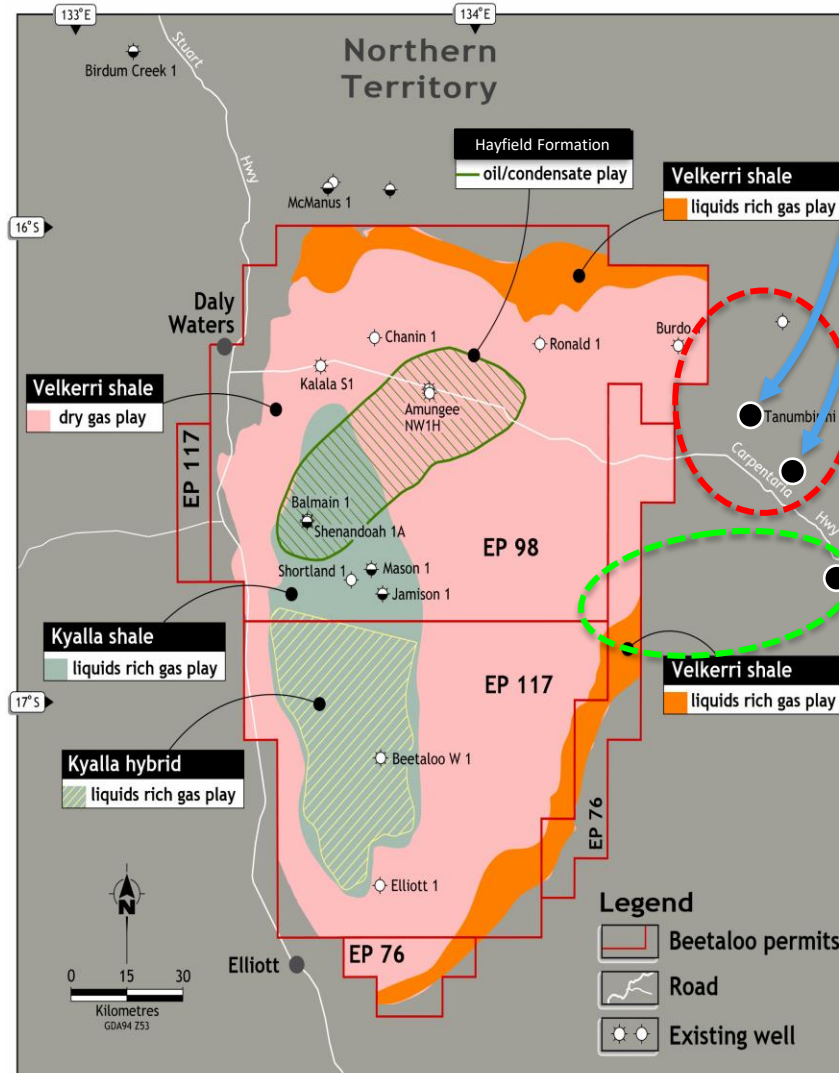 133°E
134°E
Birdum Creek 1
Stuart
Hwy
Northern
Territory
Hayfield Formation
oil/condensate play
Velkerri shale
liquids rich gas play
McManus 1
16°S
Daly
Waters
Chanin 1
Ronald 1
Burdo 1
Kalala S1
Velkerri shale
dry gas play
Amungee
NW1H
Tanumbirini
Carpentaria
Hwy
EP 117
Balmain 1
Shenandoah 1A
EP 98
Shortland 1
Mason 1
Jamison 1
Kyalla shale
liquids rich gas play
Velkerri shale
liquids rich gas play
EP 117
17°S
Kyalla hybrid
liquids rich gas play
Beetaloo W 1
EP 76
Elliott 1
N
Legend
Beetaloo permits
Road
Existing well
EP 76
Elliott
0 15 30
Kilometres
GDA94 Z53